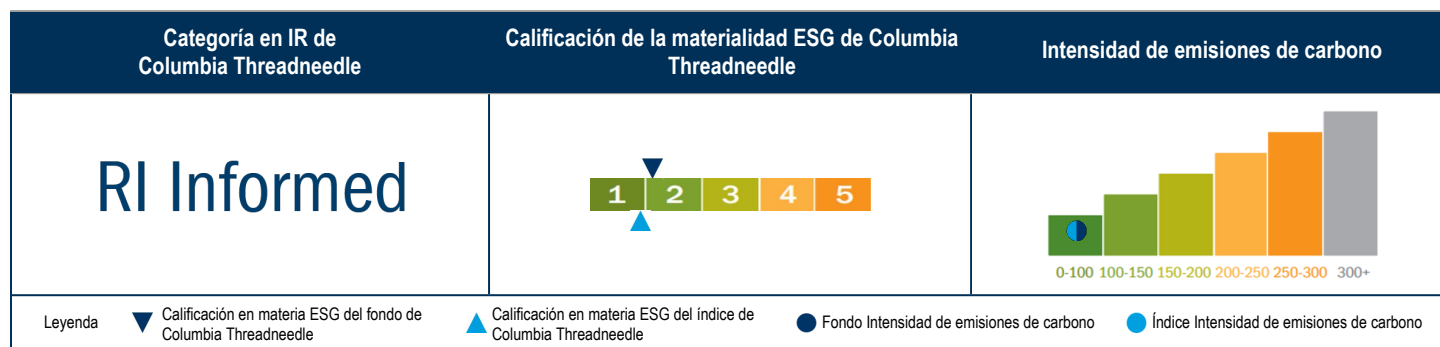 Categoría en IR de
Columbia Threadneedle
Calificación de la materialidad ESG de Columbia
Threadneedle
Intensidad de emisiones de carbono
RI Informed
1 2 3 4 5
0-100 100-150 150-200 200-250 250-300 300+
Leyenda
Calificación en materia ESG del fondo de
Columbia Threadneedle
Calificación en materia ESG del índice de
Columbia Threadneedle
Fondo Intensidad de emisiones de carbono
Índice Intensidad de emisiones de carbono